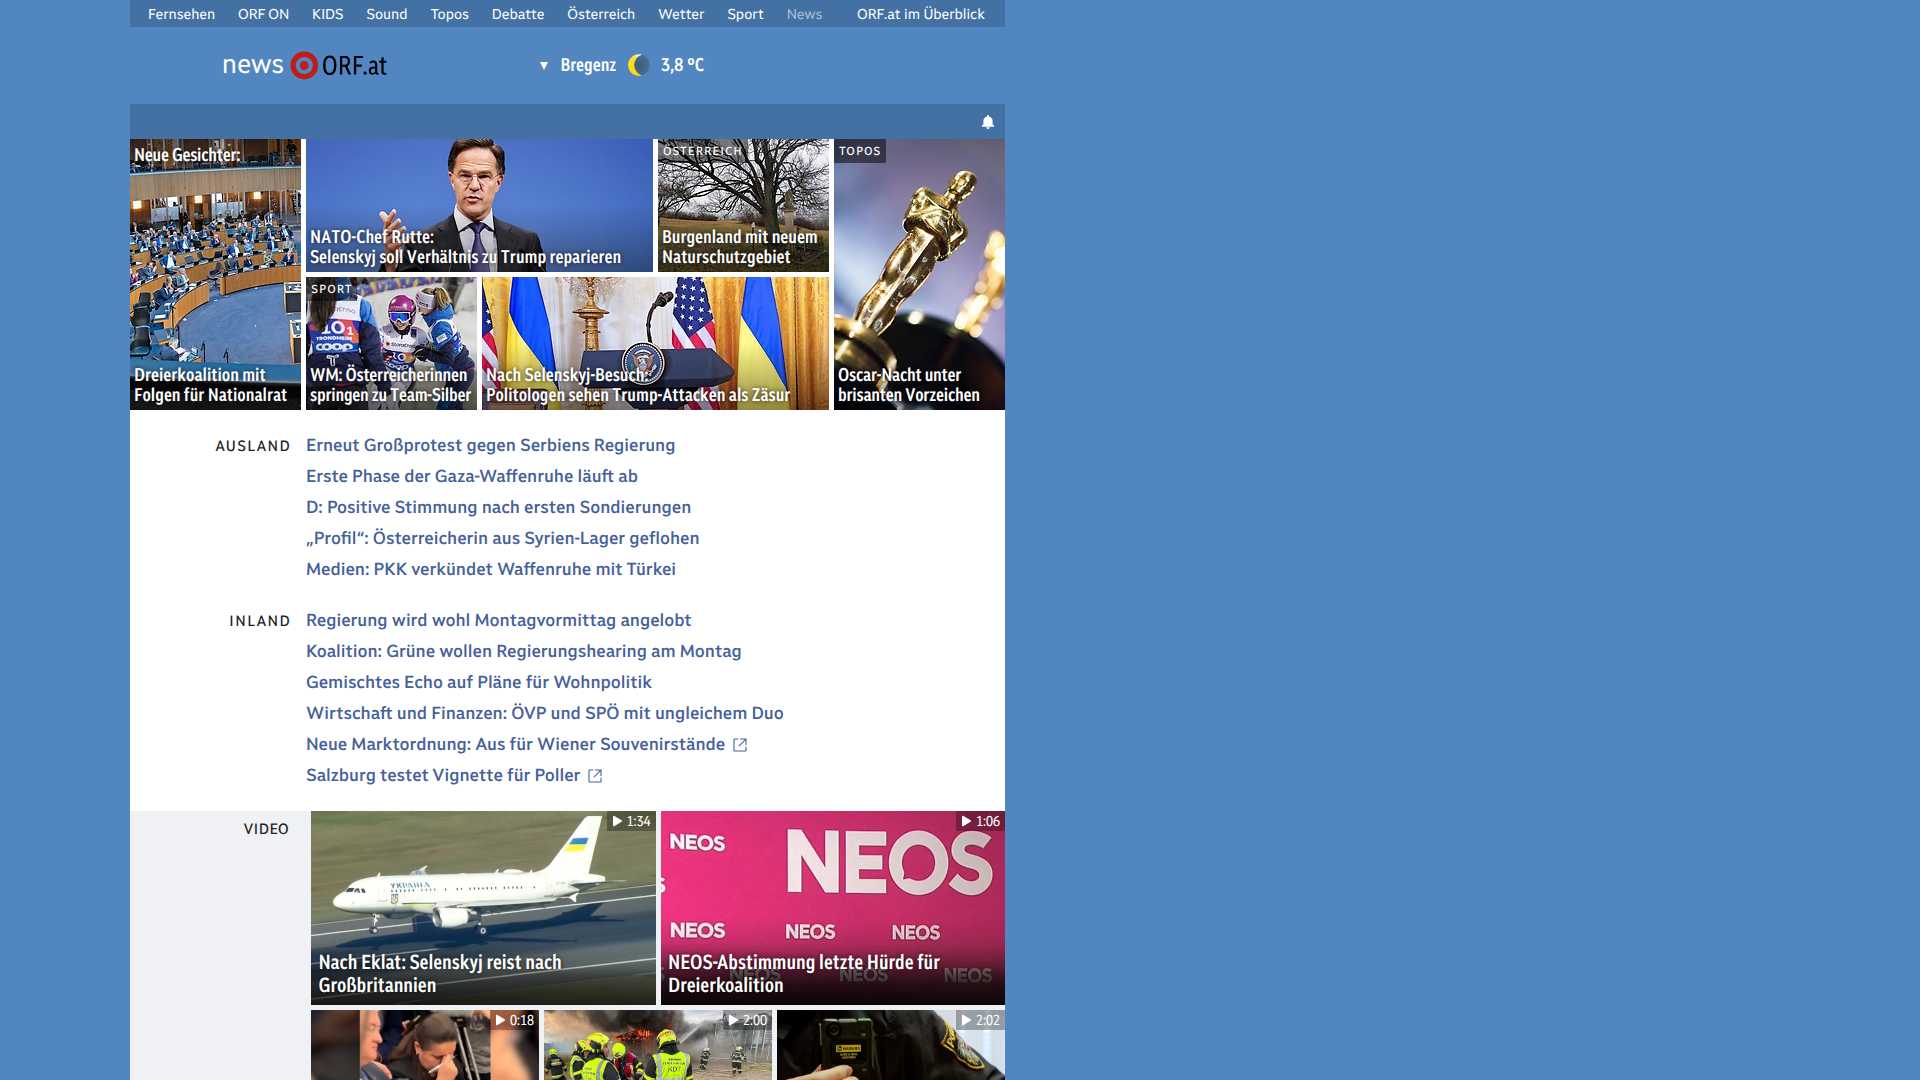 Fernsehen ORF ON KIDS Sound Topos Debatte Österreich Wetter Sport News ORF.at im Überblick
news ORF.at
Bregenz 3,8 °C
Neue Gesichter:
Dreierkoalition mit
Folgen für Nationalrat
NATO-Chef Rutte:
Selenskyj soll Verhältnis zu Trump reparieren
ÖSTERREICH
Burgenland mit neuem
Naturschutzgebiet
TOPOS
Oscar-Nacht unter
brisanten Vorzeichen
SPORT
WM: Österreicherinnen
springen zu Team-Silber
Nach Selenskyj-Besuch:
Politologen sehen Trump-Attacken als Zäsur
AUSLAND
Erneut Großprotest gegen Serbiens Regierung
Erste Phase der Gaza-Waffenruhe läuft ab
D: Positive Stimmung nach ersten Sondierungen
„Profil“: Österreicherin aus Syrien-Lager geflohen
Medien: PKK verkündet Waffenruhe mit Türkei
INLAND
Regierung wird wohl Montagvormittag angelobt
Koalition: Grüne wollen Regierungshearing am Montag
Gemischtes Echo auf Pläne für Wohnpolitik
Wirtschaft und Finanzen: ÖVP und SPÖ mit ungleichem Duo
Neue Marktordnung: Aus für Wiener Souvenirstände
Salzburg testet Vignette für Poller
VIDEO
1:34
УКРАЇНА
Nach Eklat: Selenskyj reist nach
Großbritannien
1:06
NEOS NEOS
NEOS NEOS NEOS
NEOS-Abstimmung letzte Hürde für
Dreierkoalition
NEOS NEOS NEOS
0:18
2:00
2:02